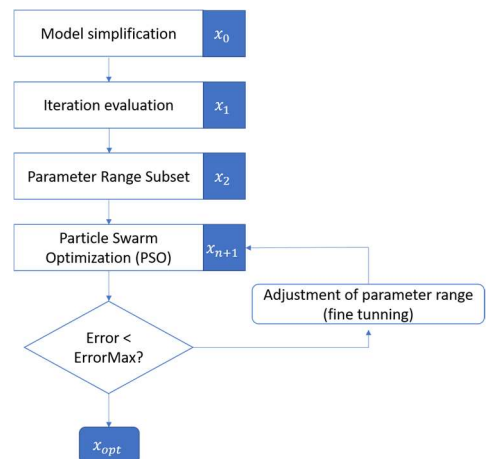 Model simplification x₀
Iteration evaluation x₁
Parameter Range Subset x₂
Particle Swarm
Optimization (PSO) xₙ₊₁
Adjustment of parameter range
(fine tunning)
Error <
ErrorMax?
xₒₚₜ